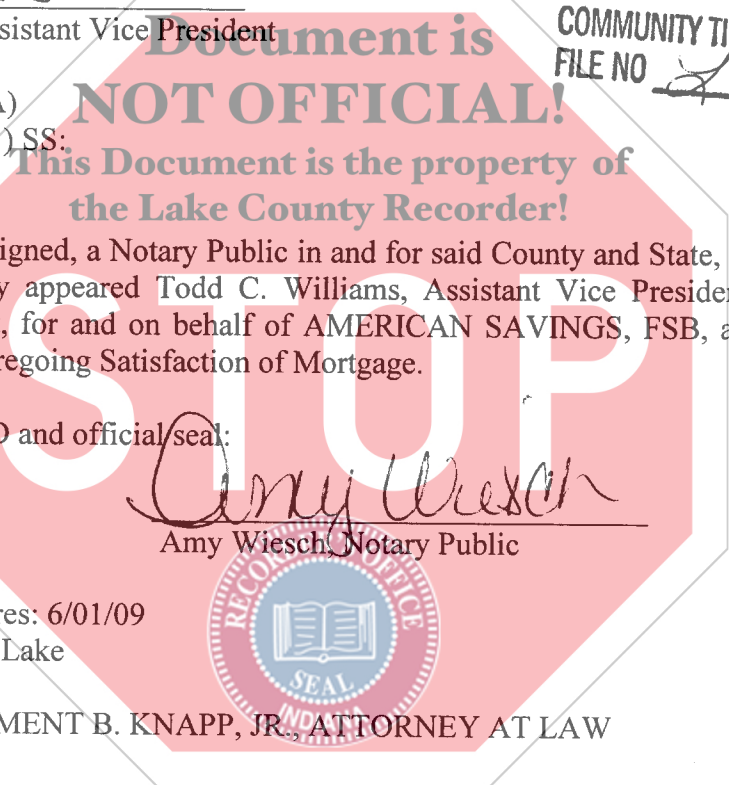 sistant Vice President
COMMUNITY TI
FILE NO
Document is
NOT OFFICIAL!
A)
) SS:
This Document is the property of
the Lake County Recorder!
igned, a Notary Public in and for said County and State,
y appeared Todd C. Williams, Assistant Vice Presiden
, for and on behalf of AMERICAN SAVINGS, FSB, a
regoing Satisfaction of Mortgage.
STOP
D and official seal:
Amy Wiesch
Amy Wiesch, Notary Public
RECORDER'S OFFICE
SEAL
INDIANA
res: 6/01/09
Lake
MENT B. KNAPP, JR., ATTORNEY AT LAW